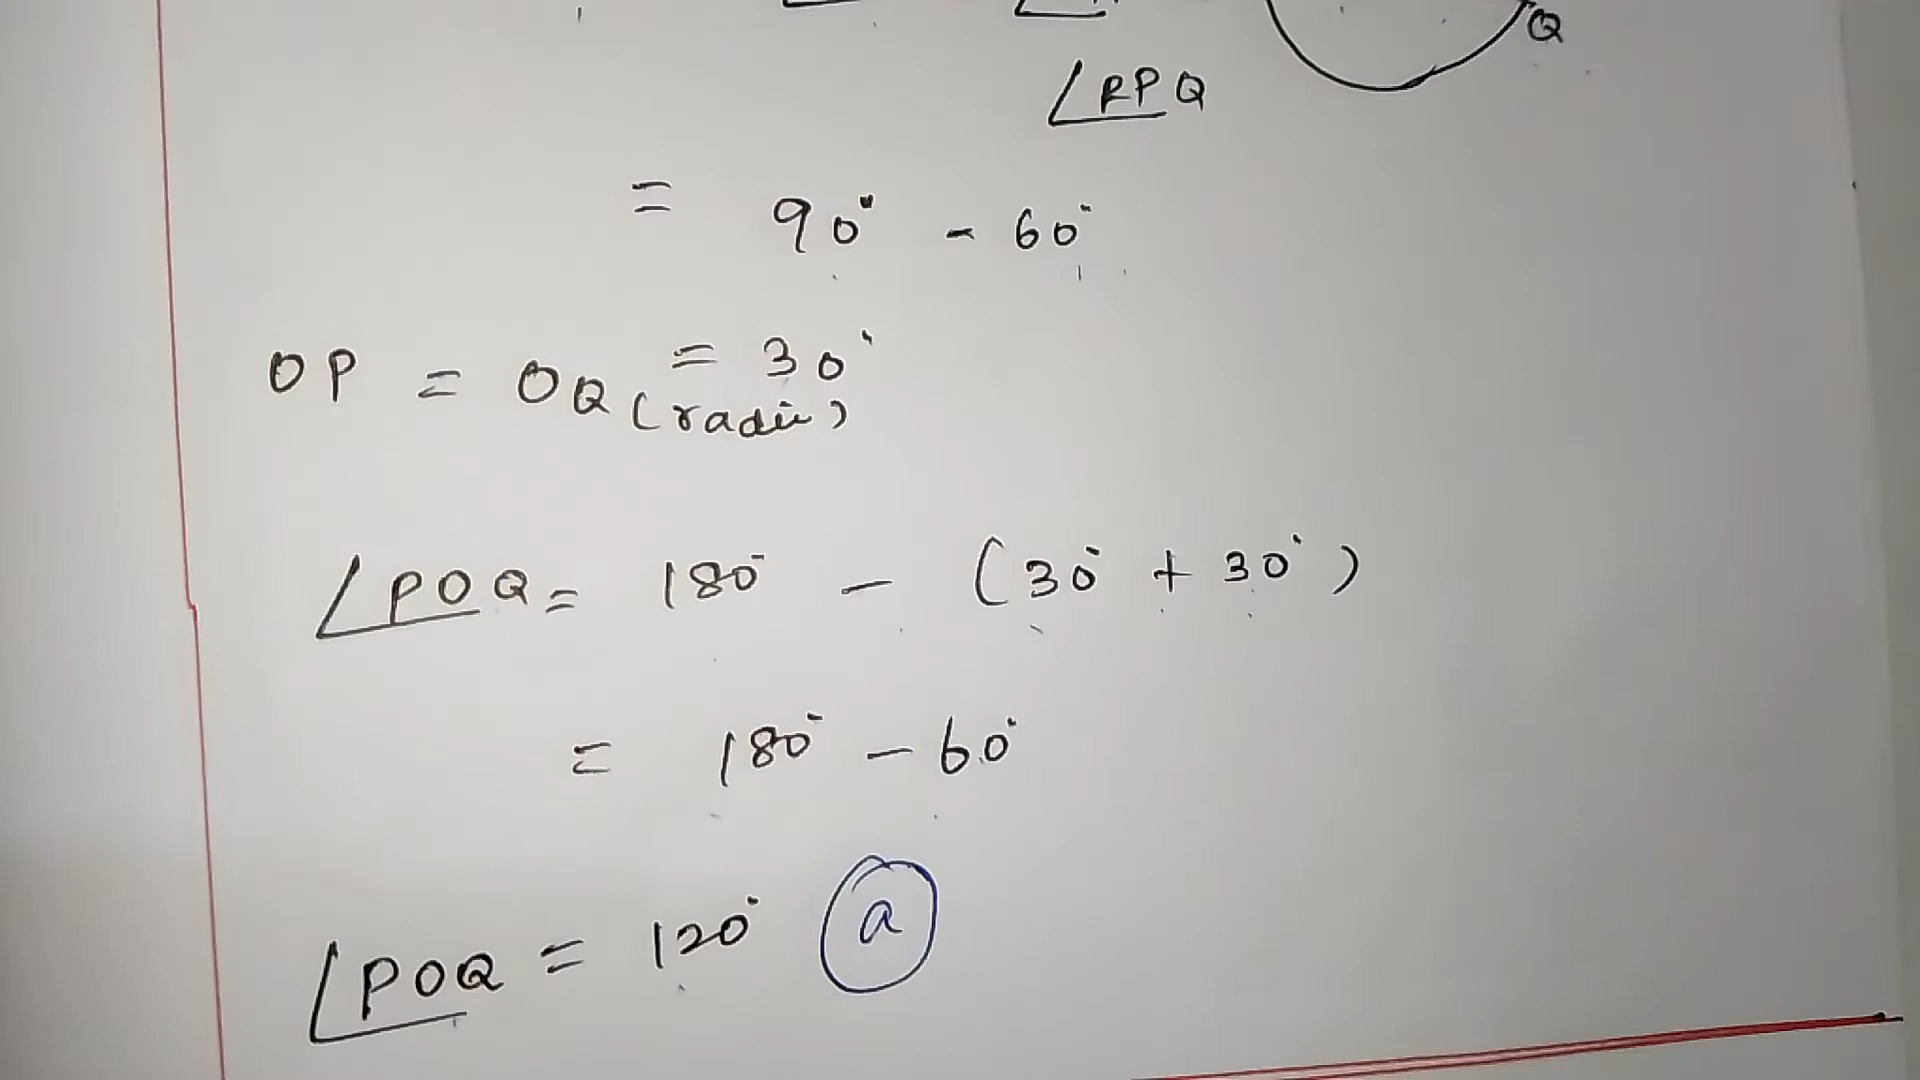 Q
∠RPQ
= 90° - 60°
= 30°
OP = OQ (radii)
∠POQ = 180° - (30° + 30°)
= 180° - 60°
∠POQ = 120° a